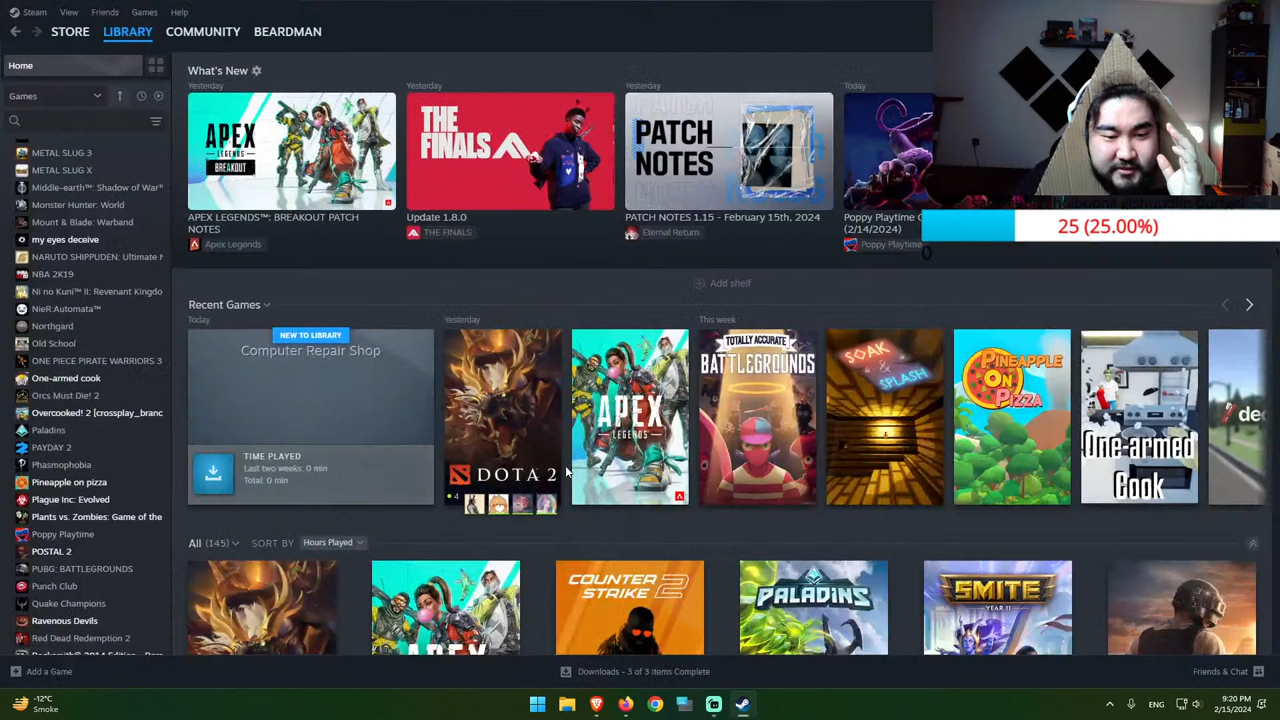 Steam View Friends Games Help
STORE LIBRARY COMMUNITY BEARDMAN
Home
Games
METAL SLUG 3
METAL SLUG X
Middle-earth™: Shadow of War™
Monster Hunter: World
Mount & Blade: Warband
my eyes deceive
NARUTO SHIPPUDEN: Ultimate N
NBA 2K19
Ni no Kuni™ II: Revenant Kingdo
NieR:Automata™
Northgard
Old School
ONE PIECE PIRATE WARRIORS 3
One-armed cook
Orcs Must Die! 2
Overcooked! 2 [crossplay_branc
Paladins
PAYDAY 2
Phasmophobia
Pineapple on pizza
Plague Inc: Evolved
Plants vs. Zombies: Game of the
Poppy Playtime
POSTAL 2
PUBG: BATTLEGROUNDS
Punch Club
Quake Champions
Ravenous Devils
Red Dead Redemption 2
What's New
Yesterday
APEX
LEGENDS
BREAKOUT
APEX LEGENDS™: BREAKOUT PATCH
NOTES
Apex Legends
Yesterday
THE
FINALS
Update 1.8.0
THE FINALS
Yesterday
PATCH
NOTES
PATCH NOTES 1.15 - February 15th, 2024
Eternal Return
Today
Poppy Playtime C
(2/14/2024)
Poppy Playtime
25 (25.00%)
0
Add shelf
Recent Games
Today
NEW TO LIBRARY
Computer Repair Shop
TIME PLAYED
Last two weeks: 0 min
Total: 0 min
Yesterday
DOTA 2
4
APEX
LEGENDS
This week
TOTALLY ACCURATE
BATTLEGROUNDS
SOAK
&
SPLASH
PINEAPPLE
ON
PIZZA
One-armed
Cook
dec
All (145) SORT BY Hours Played
APEX
COUNTER
STRIKE 2
PALADINS
SMITE
YEAR 11
Add a Game
Downloads - 3 of 3 Items Complete
Friends & Chat
-12°C
Smoke
ENG
9:20 PM
2/15/2024